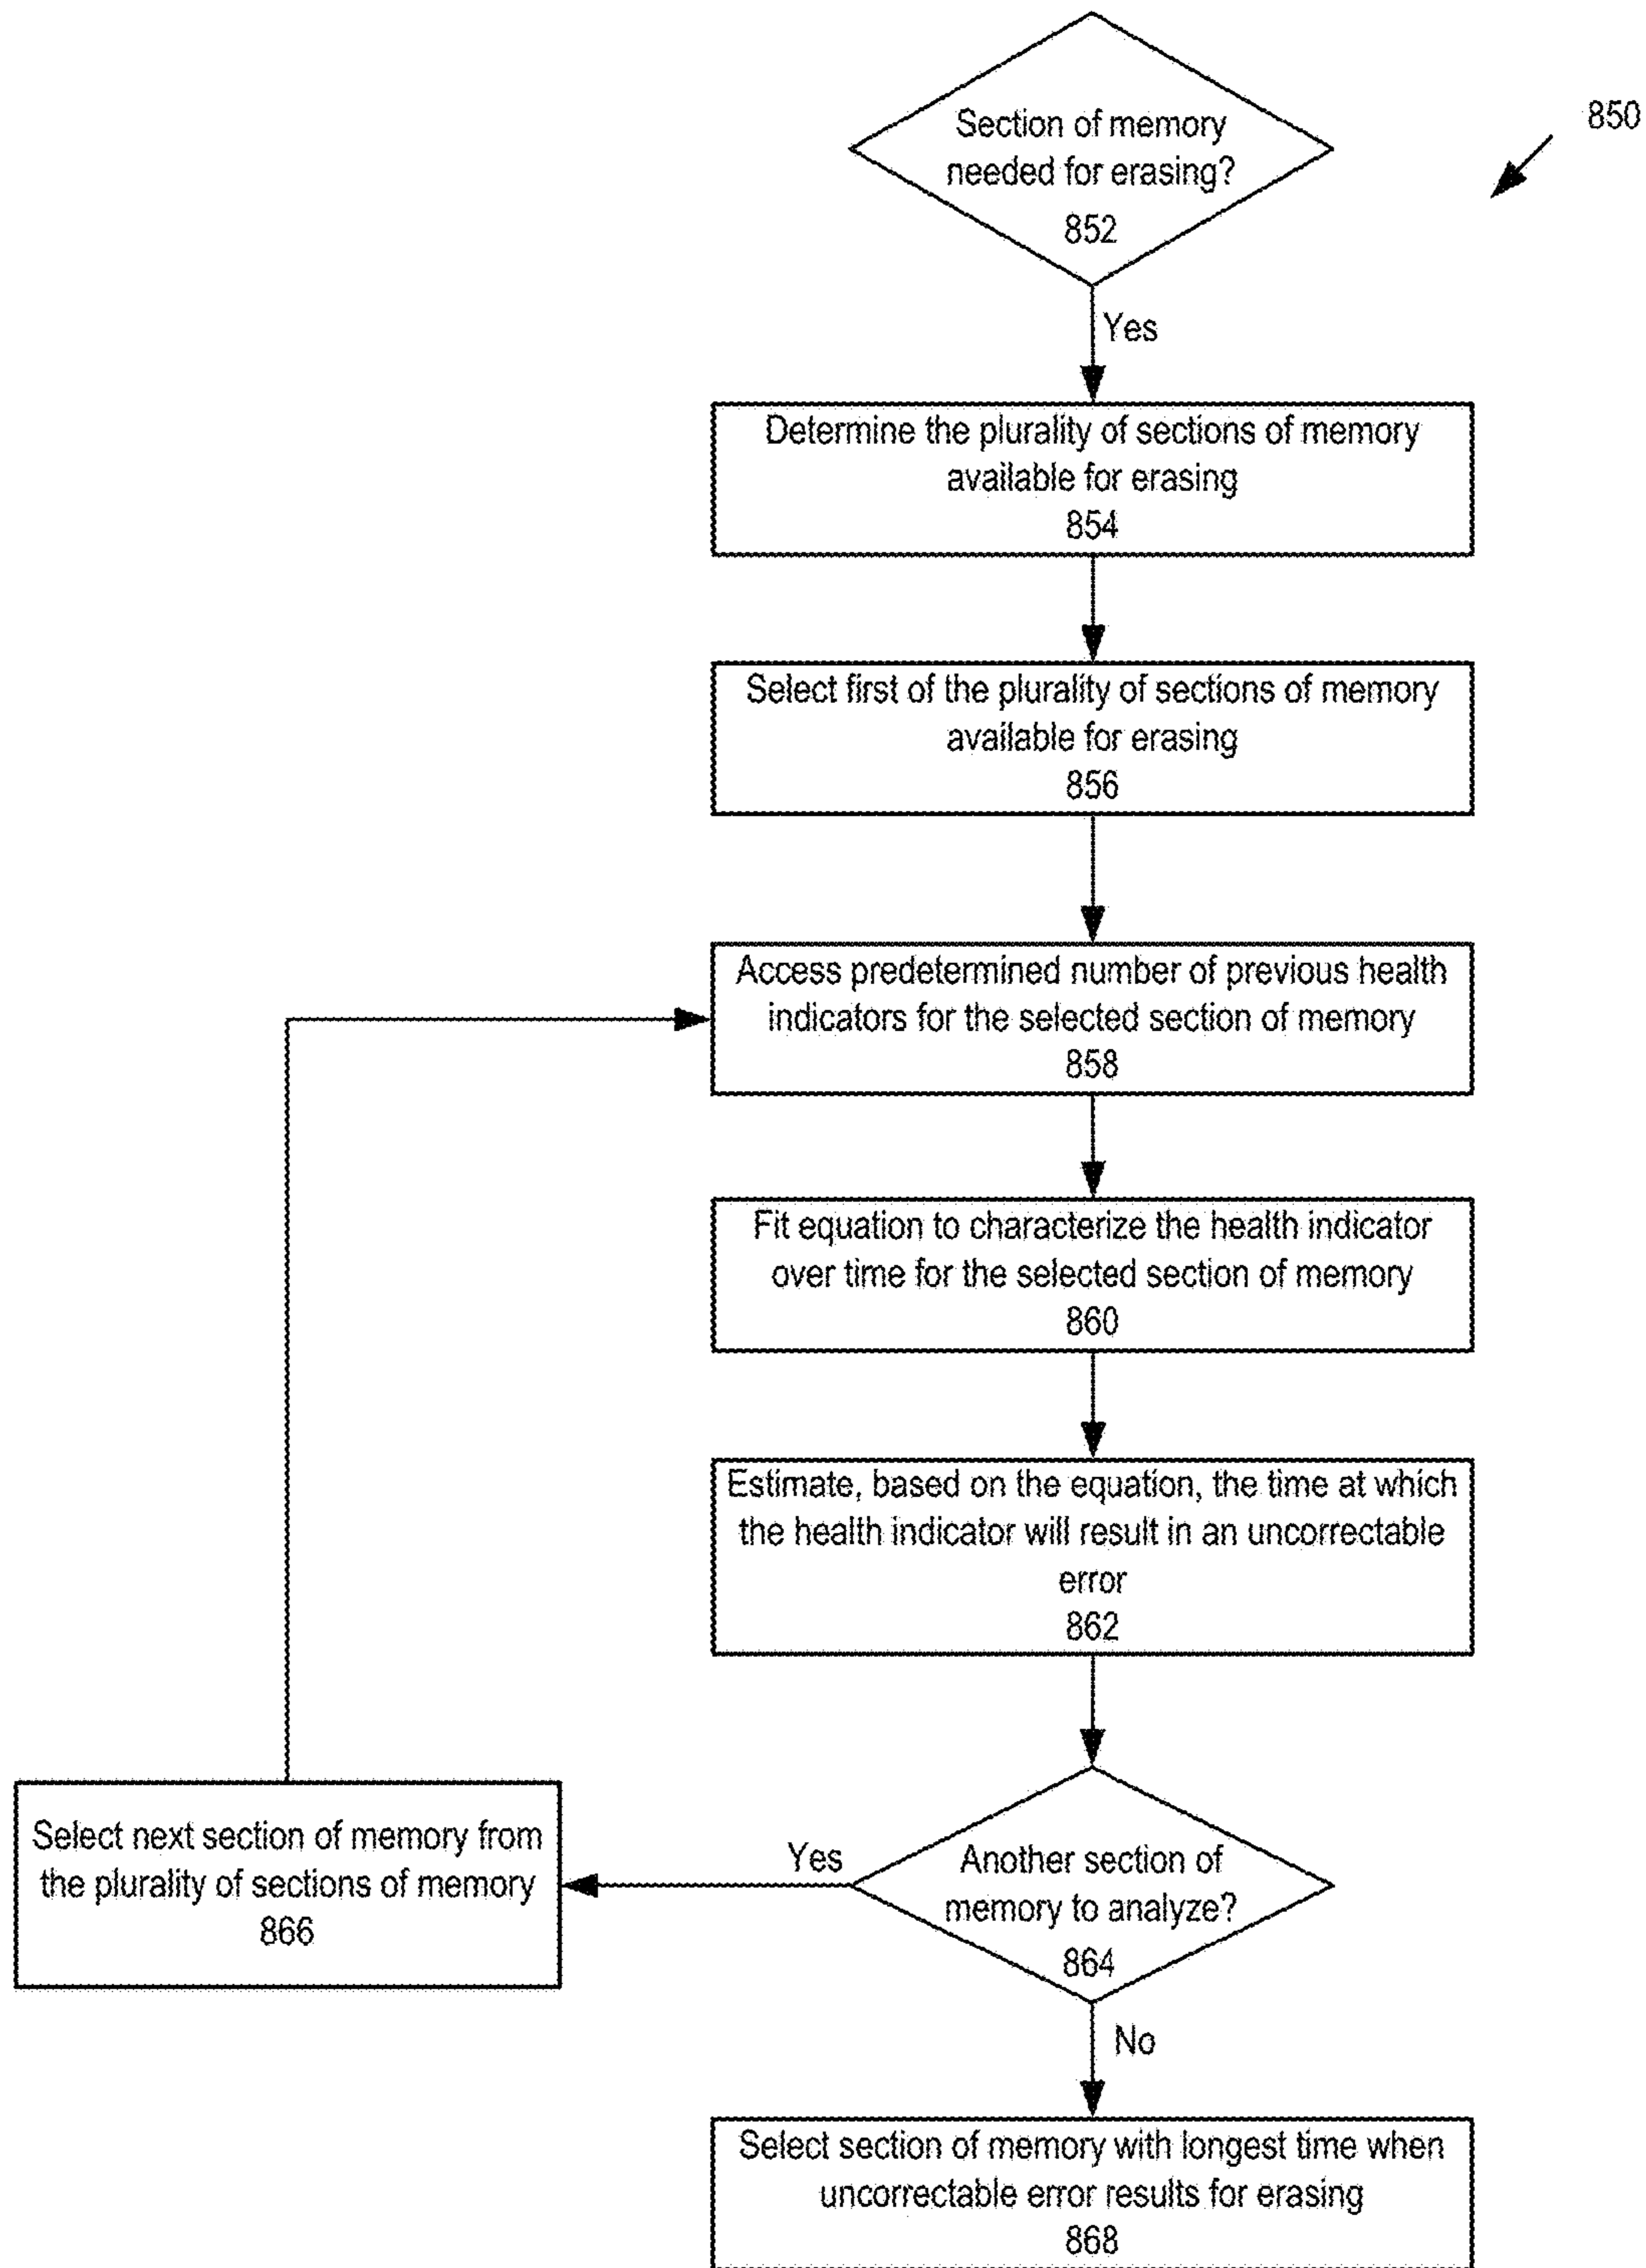 850
Section of memory
needed for erasing?
852
Yes
Determine the plurality of sections of memory
available for erasing
854
Select first of the plurality of sections of memory
available for erasing
856
Access predetermined number of previous health
indicators for the selected section of memory
858
Fit equation to characterize the health indicator
over time for the selected section of memory
860
Estimate, based on the equation, the time at which
the health indicator will result in an uncorrectable
error
862
Another section of
memory to analyze?
864
Yes
Select next section of memory from
the plurality of sections of memory
866
No
Select section of memory with longest time when
uncorrectable error results for erasing
868